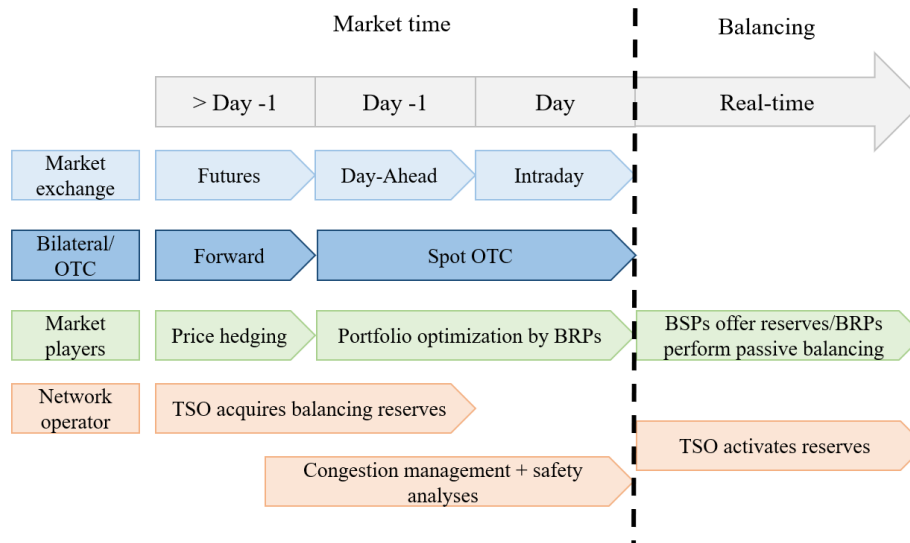 Market time
Balancing
> Day -1
Day -1
Day
Real-time
Market
exchange
Futures
Day-Ahead
Intraday
Bilateral/
OTC
Forward
Spot OTC
Market
players
Price hedging
Portfolio optimization by BRPs
BSPs offer reserves/BRPs
perform passive balancing
Network
operator
TSO acquires balancing reserves
TSO activates reserves
Congestion management + safety
analyses